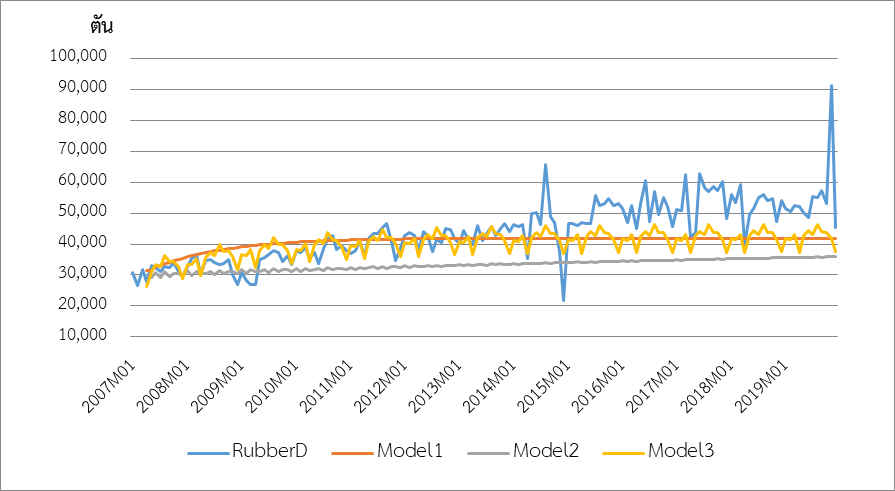 ตัน
100,000
90,000
80,000
70,000
60,000
50,000
40,000
30,000
20,000
10,000
2007M01
2008M01
2009M01
2010M01
2011M01
2012M01
2013M01
2014M01
2015M01
2016M01
2017M01
2018M01
2019M01
RubberD Model1 Model2 Model3